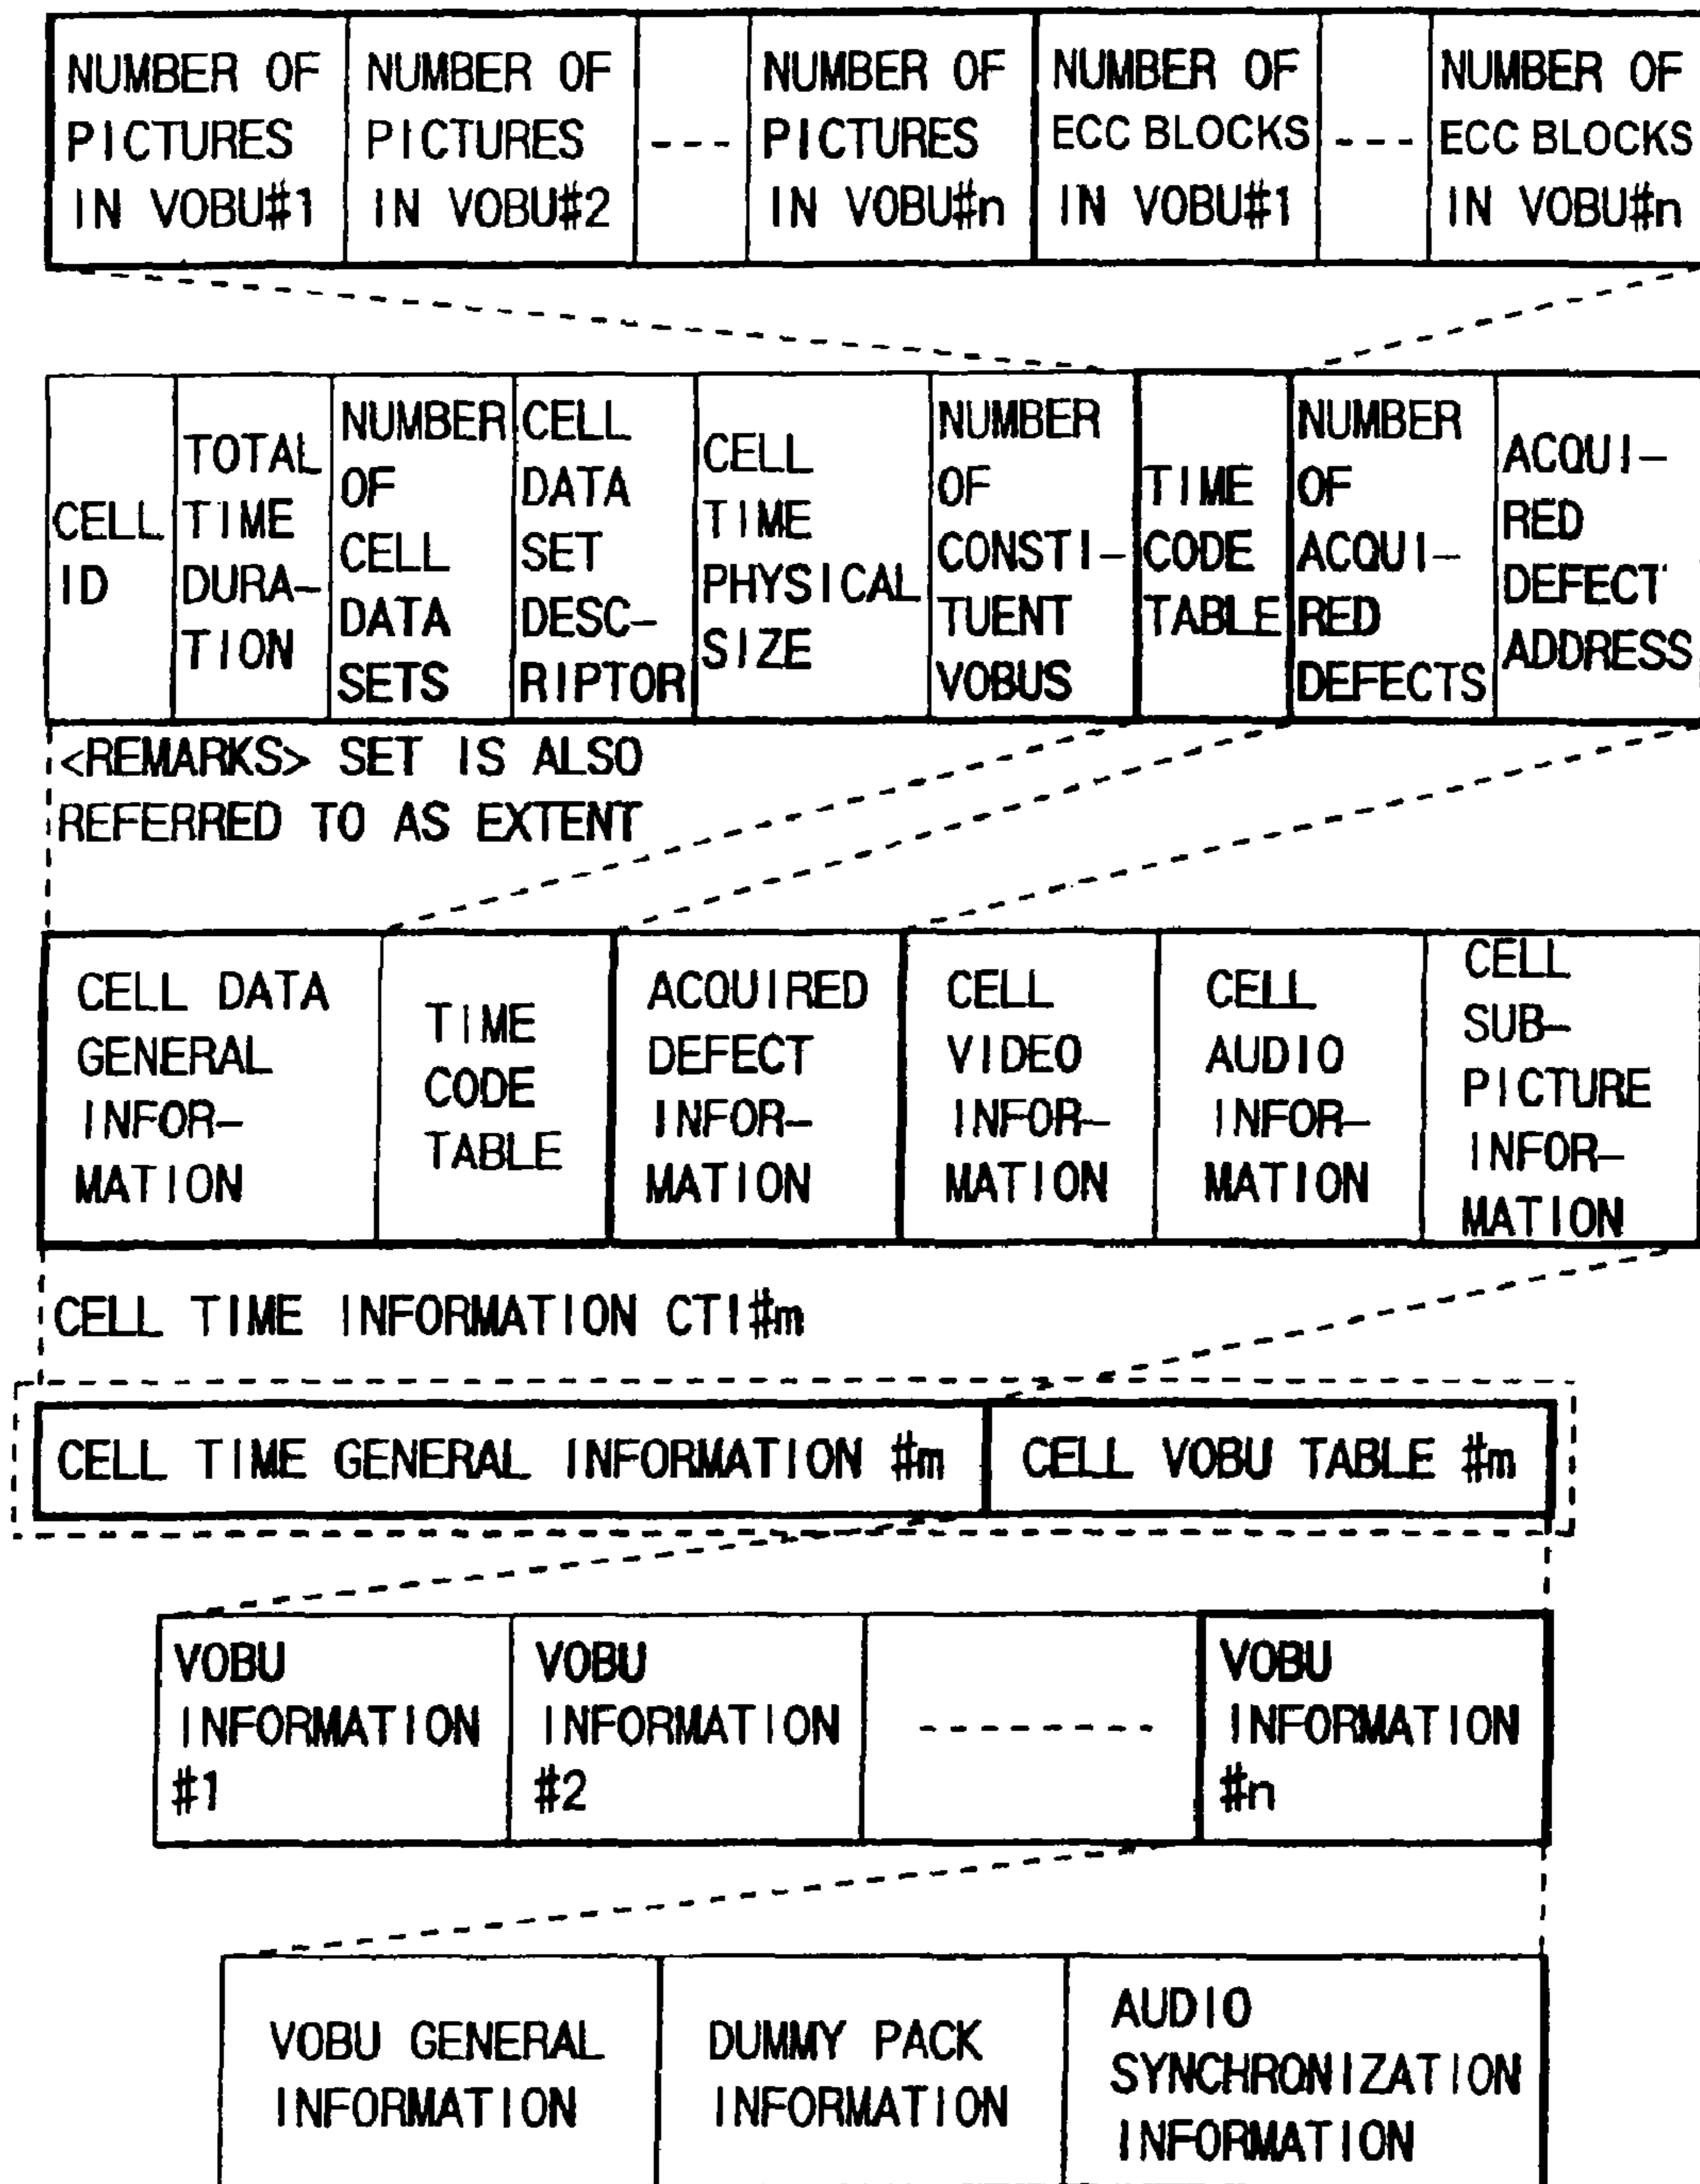 NUMBER OF
PICTURES
IN VOBU#1
NUMBER OF
PICTURES
IN VOBU#2
---
NUMBER OF
PICTURES
IN VOBU#n
NUMBER OF
ECC BLOCKS
IN VOBU#1
---
NUMBER OF
ECC BLOCKS
IN VOBU#n
CELL
ID
TOTAL
TIME
DURA-
TION
NUMBER
OF
CELL
DATA
SETS
CELL
DATA
SET
DESC-
RIPTOR
CELL
TIME
PHYSICAL
SIZE
NUMBER
OF
CONSTI-
TUENT
VOBUS
TIME
CODE
TABLE
NUMBER
OF
ACQUI-
RED
DEFECTS
ACQUI-
RED
DEFECT
ADDRESS
<REMARKS> SET IS ALSO
REFERRED TO AS EXTENT
CELL DATA
GENERAL
INFOR-
MATION
TIME
CODE
TABLE
ACQUIRED
DEFECT
INFOR-
MATION
CELL
VIDEO
INFOR-
MATION
CELL
AUDIO
INFOR-
MATION
CELL
SUB-
PICTURE
INFOR-
MATION
CELL TIME INFORMATION CTI#m
CELL TIME GENERAL INFORMATION #m
CELL VOBU TABLE #m
VOBU
INFORMATION
#1
VOBU
INFORMATION
#2
--------
VOBU
INFORMATION
#n
VOBU GENERAL
INFORMATION
DUMMY PACK
INFORMATION
AUDIO
SYNCHRONIZATION
INFORMATION